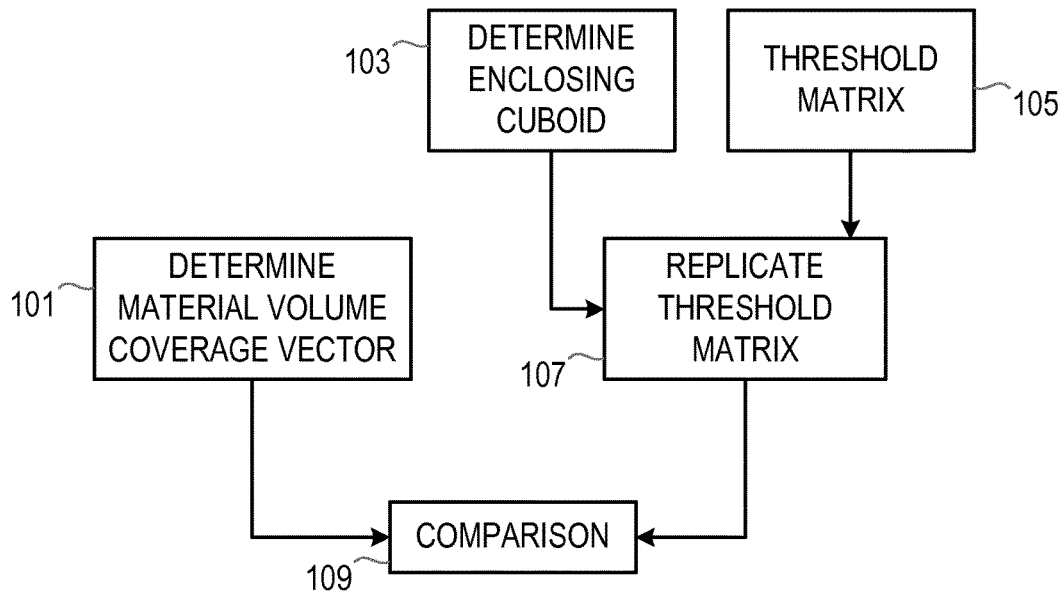 103
DETERMINE
ENCLOSING
CUBOID
THRESHOLD
MATRIX
105
101
DETERMINE
MATERIAL VOLUME
COVERAGE VECTOR
REPLICATE
THRESHOLD
MATRIX
107
COMPARISON
109